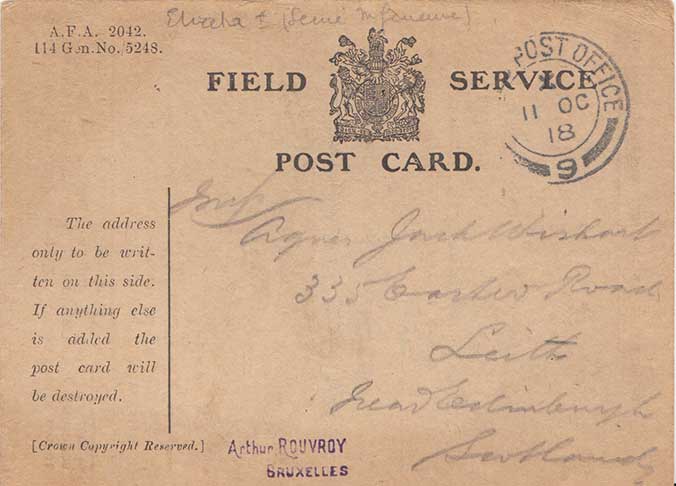 A.F.A. 2042.
114 Gen.No./5248.
FIELD SERVICE
POST CARD.
POST OFFICE
11 OC
18
9
The address
only to be writ-
ten on this side.
If anything else
is added the
post card will
be destroyed.
[Crown Copyright Reserved.]
Agnes Jack Wishart
335 Easter Road
Leith
Near Edinburgh
Scotland
Arthur ROUVROY
BRUXELLES